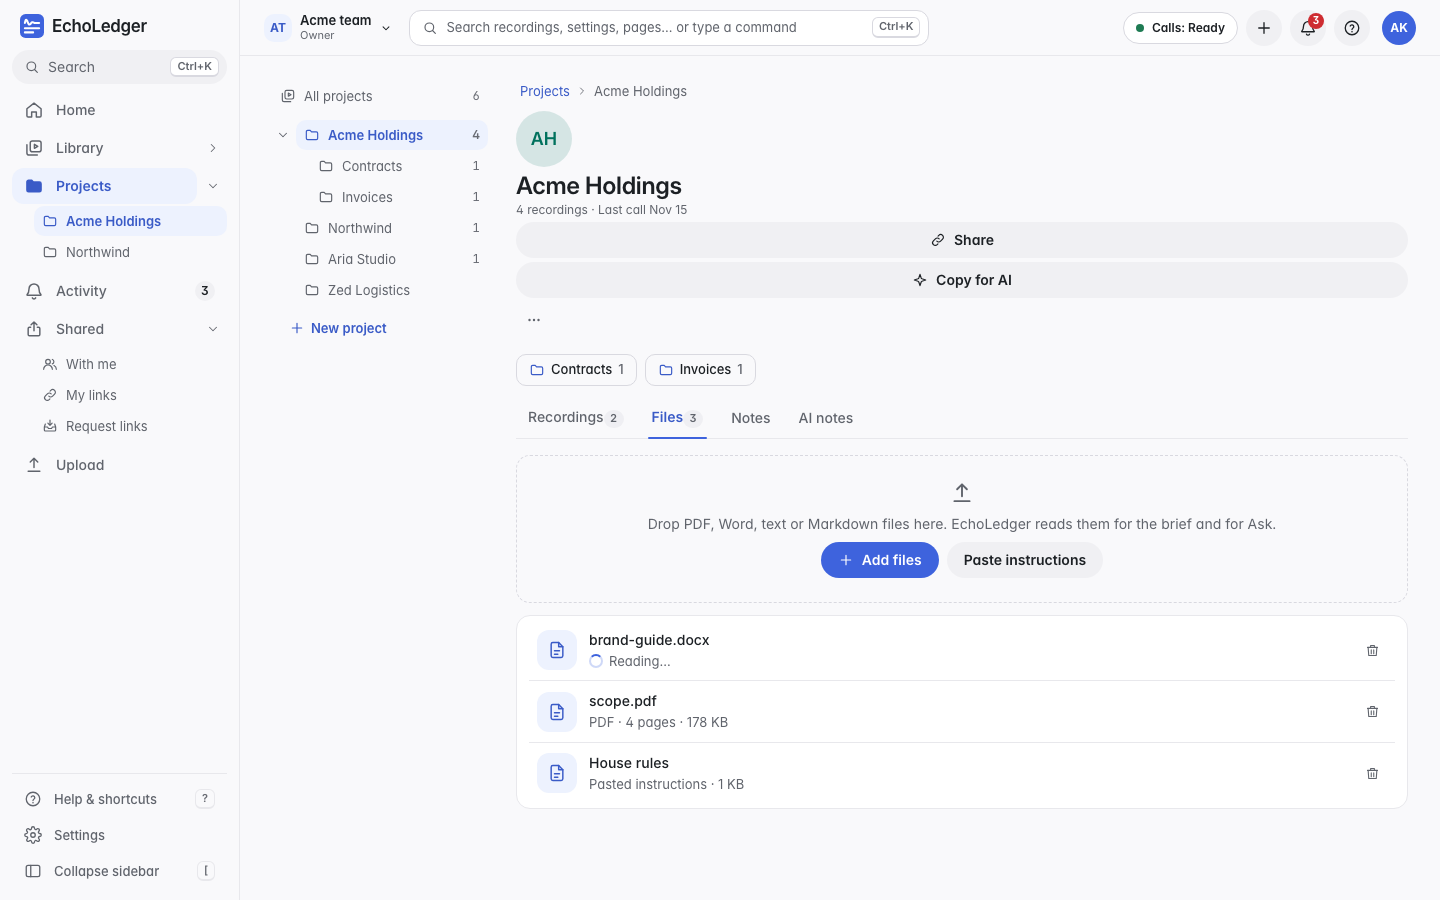 EchoLedger
Search Ctrl+K
Home
Library
Projects
Acme Holdings
Northwind
Activity 3
Shared
With me
My links
Request links
Upload
Help & shortcuts ?
Settings
Collapse sidebar [
AT Acme team
Owner
Search recordings, settings, pages... or type a command Ctrl+K
Calls: Ready
3
AK
All projects 6
Acme Holdings 4
Contracts 1
Invoices 1
Northwind 1
Aria Studio 1
Zed Logistics
New project
Projects > Acme Holdings
AH
Acme Holdings
4 recordings · Last call Nov 15
Share
Copy for AI
...
Contracts 1 Invoices 1
Recordings 2 Files 3 Notes AI notes
Drop PDF, Word, text or Markdown files here. EchoLedger reads them for the brief and for Ask.
+ Add files Paste instructions
brand-guide.docx
Reading...
scope.pdf
PDF · 4 pages · 178 KB
House rules
Pasted instructions · 1 KB